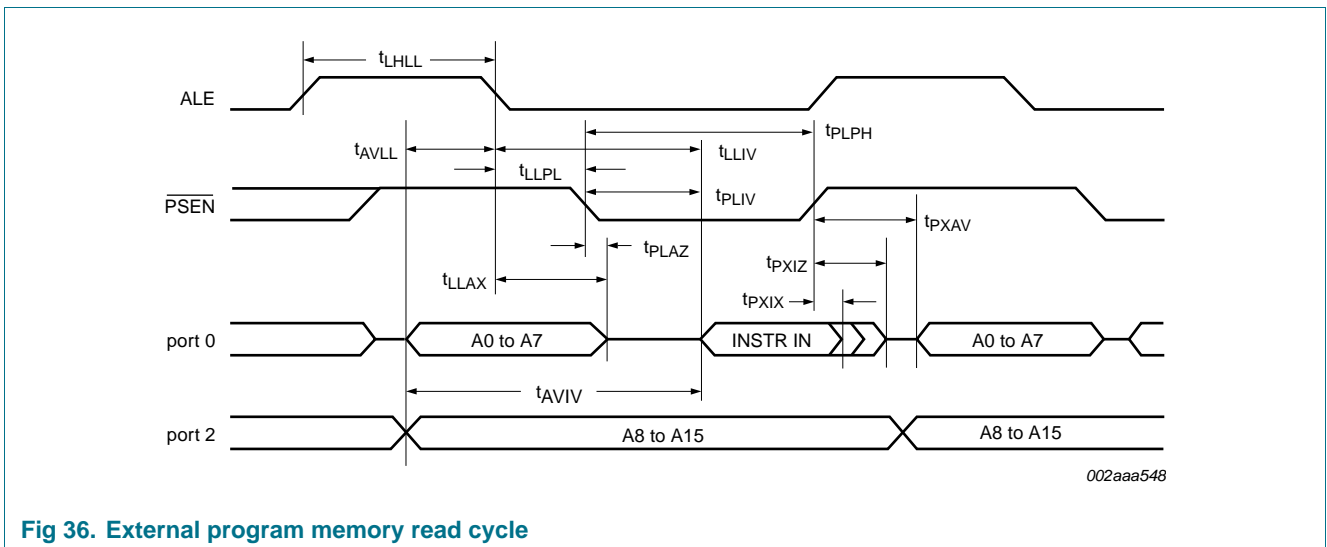 tLHLL
ALE
tPLPH
tAVLL
tLLIV
tLLPL
PSEN
tPLIV
tPXAV
tPLAZ
tPXIZ
tLLAX
tPXIX
port 0
A0 to A7
INSTR IN
A0 to A7
tAVIV
port 2
A8 to A15
A8 to A15
002aaa548
Fig 36. External program memory read cycle